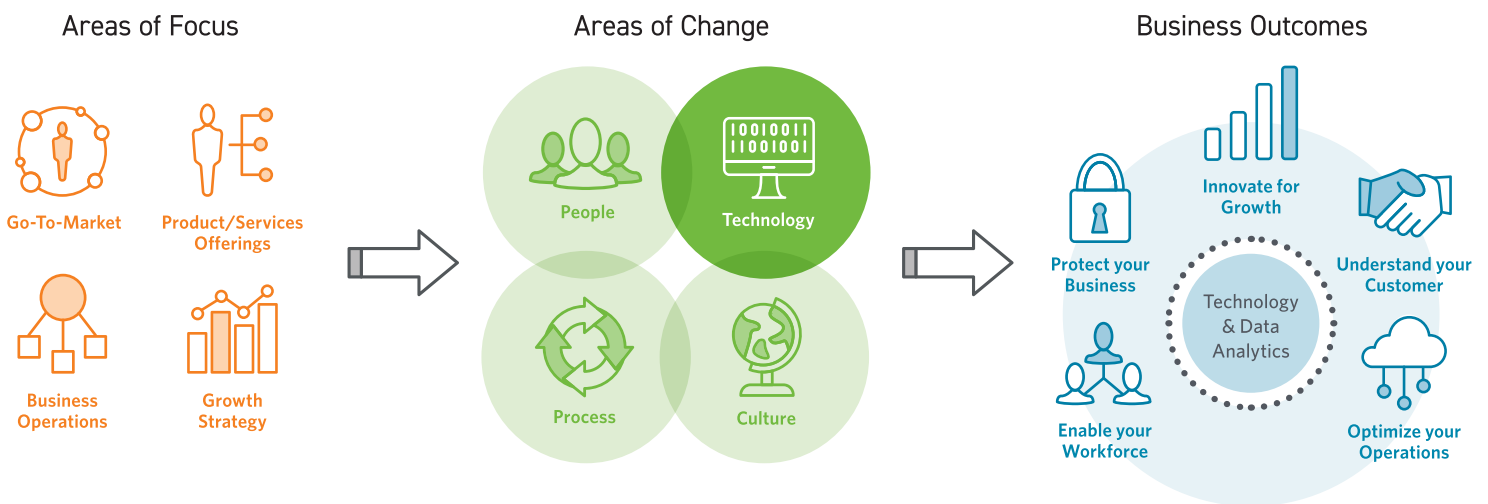 Areas of Focus
Go-To-Market
Product/Services
Offerings
Business
Operations
Growth
Strategy
Areas of Change
People
10010011
11001001
Technology
Process
Culture
Business Outcomes
Innovate for
Growth
Protect your
Business
Understand your
Customer
Technology
& Data
Analytics
Enable your
Workforce
Optimize your
Operations